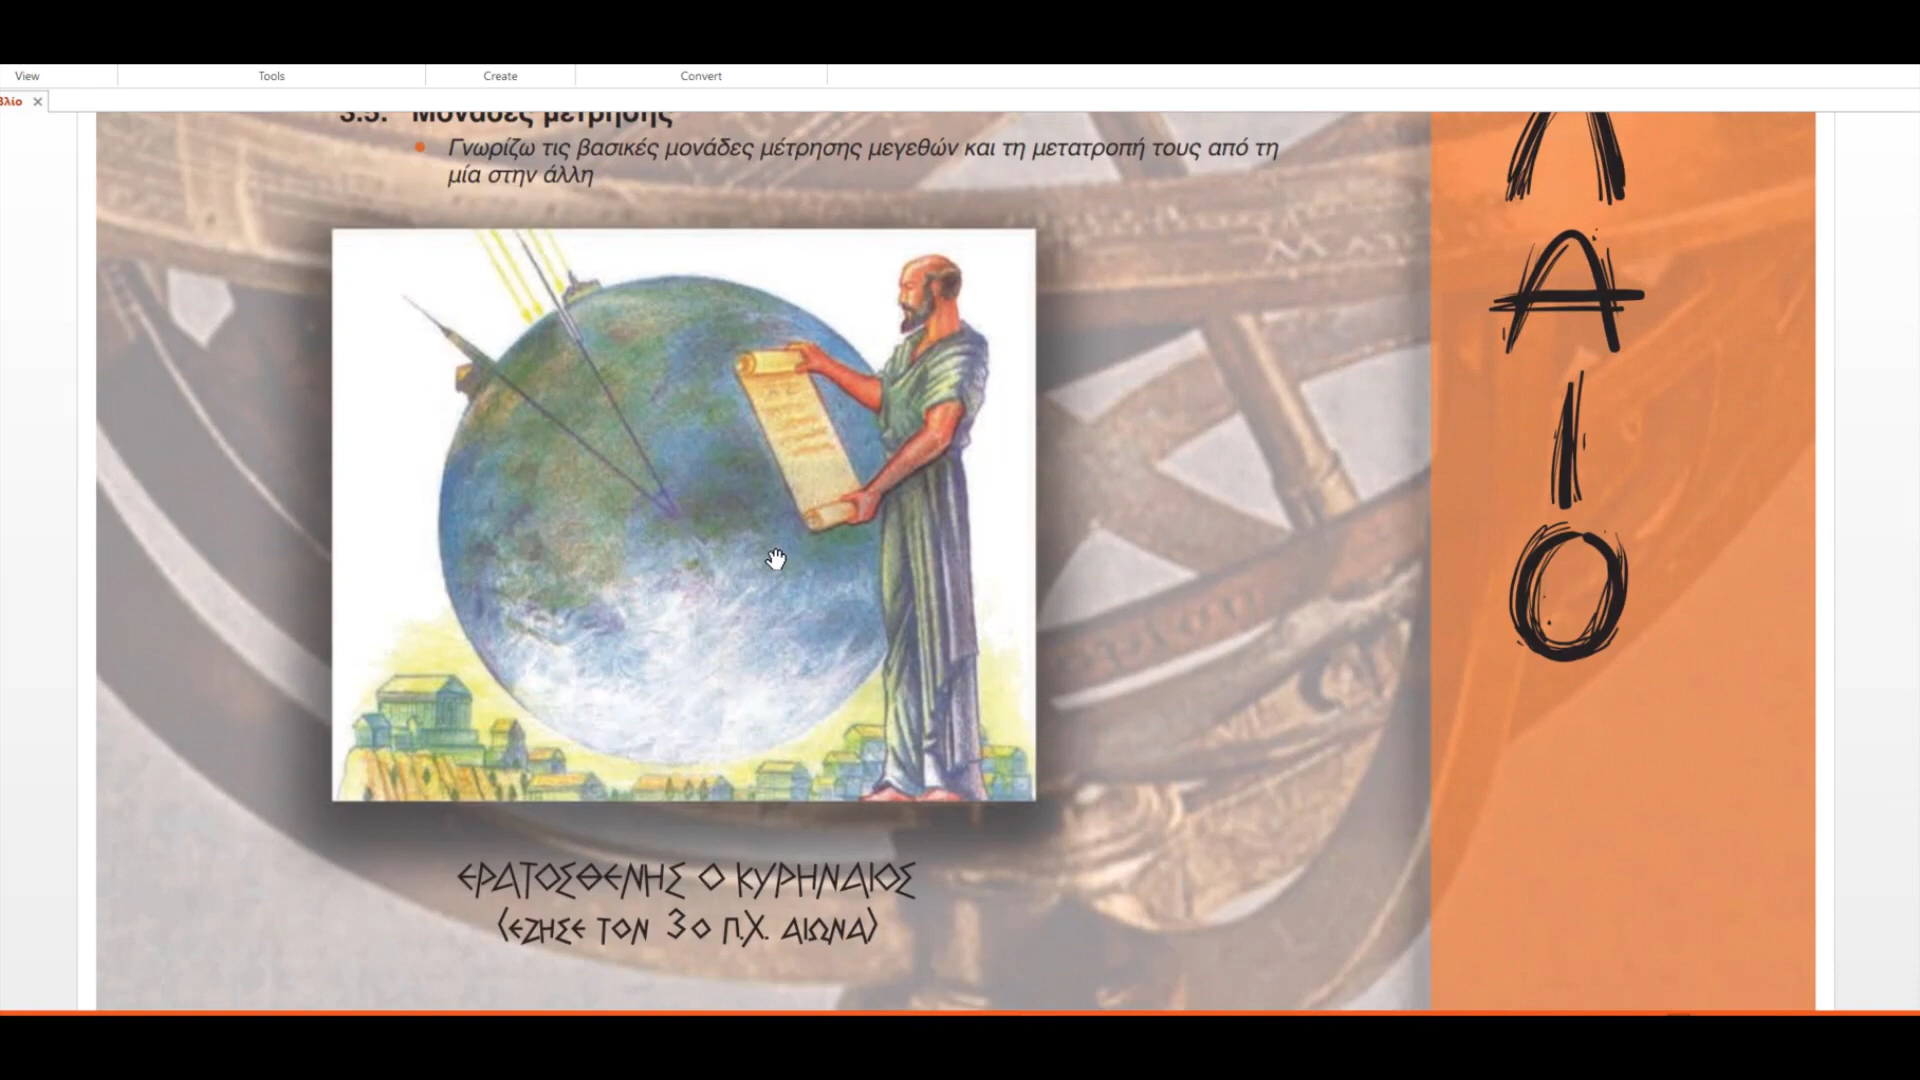 View Tools Create Convert
βλίο
3.5. Μονάδες μέτρησης
Γνωρίζω τις βασικές μονάδες μέτρησης μεγεθών και τη μετατροπή τους από τη
μία στην άλλη
Λ
Α
Ι
Ο
ΕΡΑΤΟΣΘΕΝΗΣ Ο ΚΥΡΗΝΑΙΟΣ
(ΕΖΗΣΕ ΤΟΝ 3ο Π.Χ. ΑΙΩΝΑ)